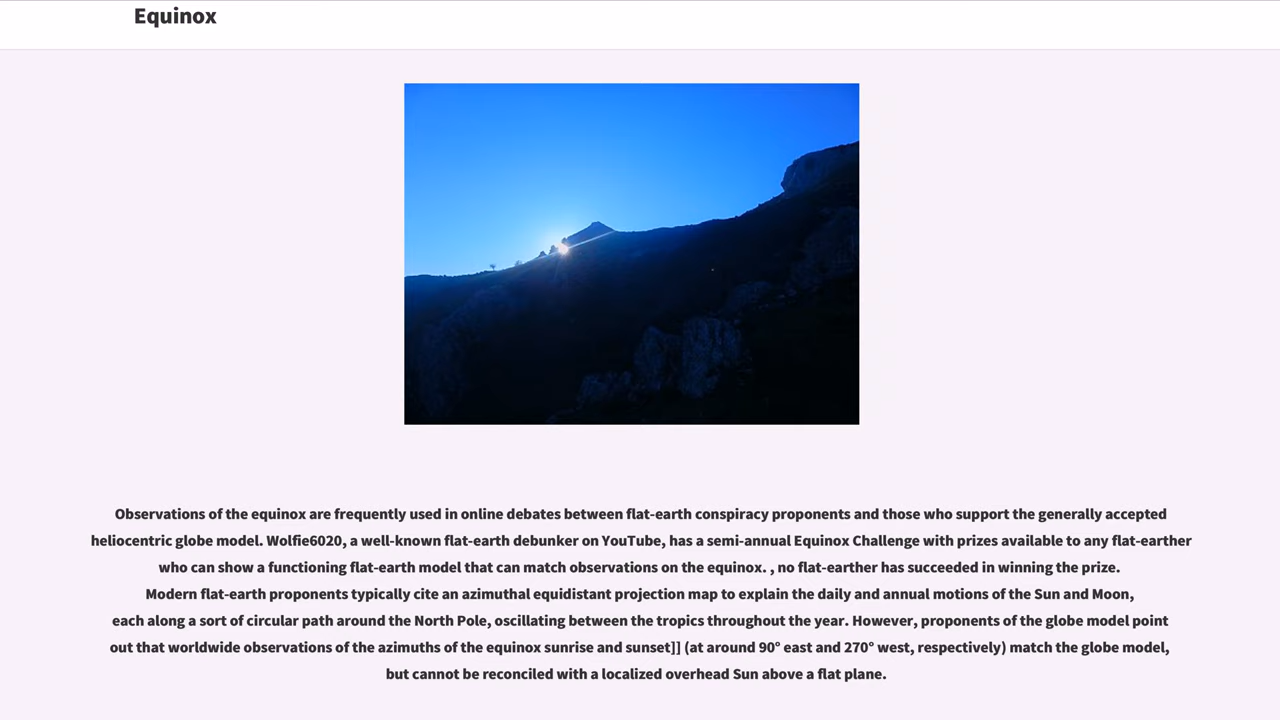 Equinox
Observations of the equinox are frequently used in online debates between flat-earth conspiracy proponents and those who support the generally accepted
heliocentric globe model. Wolfie6020, a well-known flat-earth debunker on YouTube, has a semi-annual Equinox Challenge with prizes available to any flat-earther
who can show a functioning flat-earth model that can match observations on the equinox. , no flat-earther has succeeded in winning the prize.
Modern flat-earth proponents typically cite an azimuthal equidistant projection map to explain the daily and annual motions of the Sun and Moon,
each along a sort of circular path around the North Pole, oscillating between the tropics throughout the year. However, proponents of the globe model point
out that worldwide observations of the azimuths of the equinox sunrise and sunset]] (at around 90° east and 270° west, respectively) match the globe model,
but cannot be reconciled with a localized overhead Sun above a flat plane.